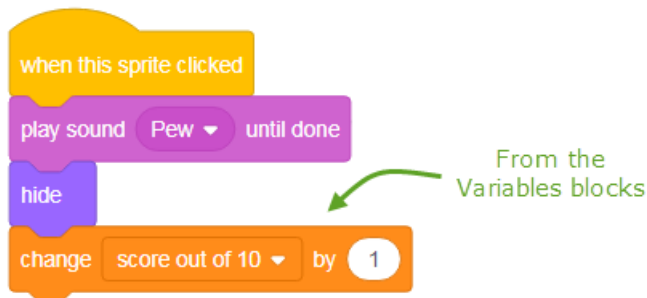 when this sprite clicked
play sound Pew until done
hide
From the
Variables blocks
change score out of 10 by 1